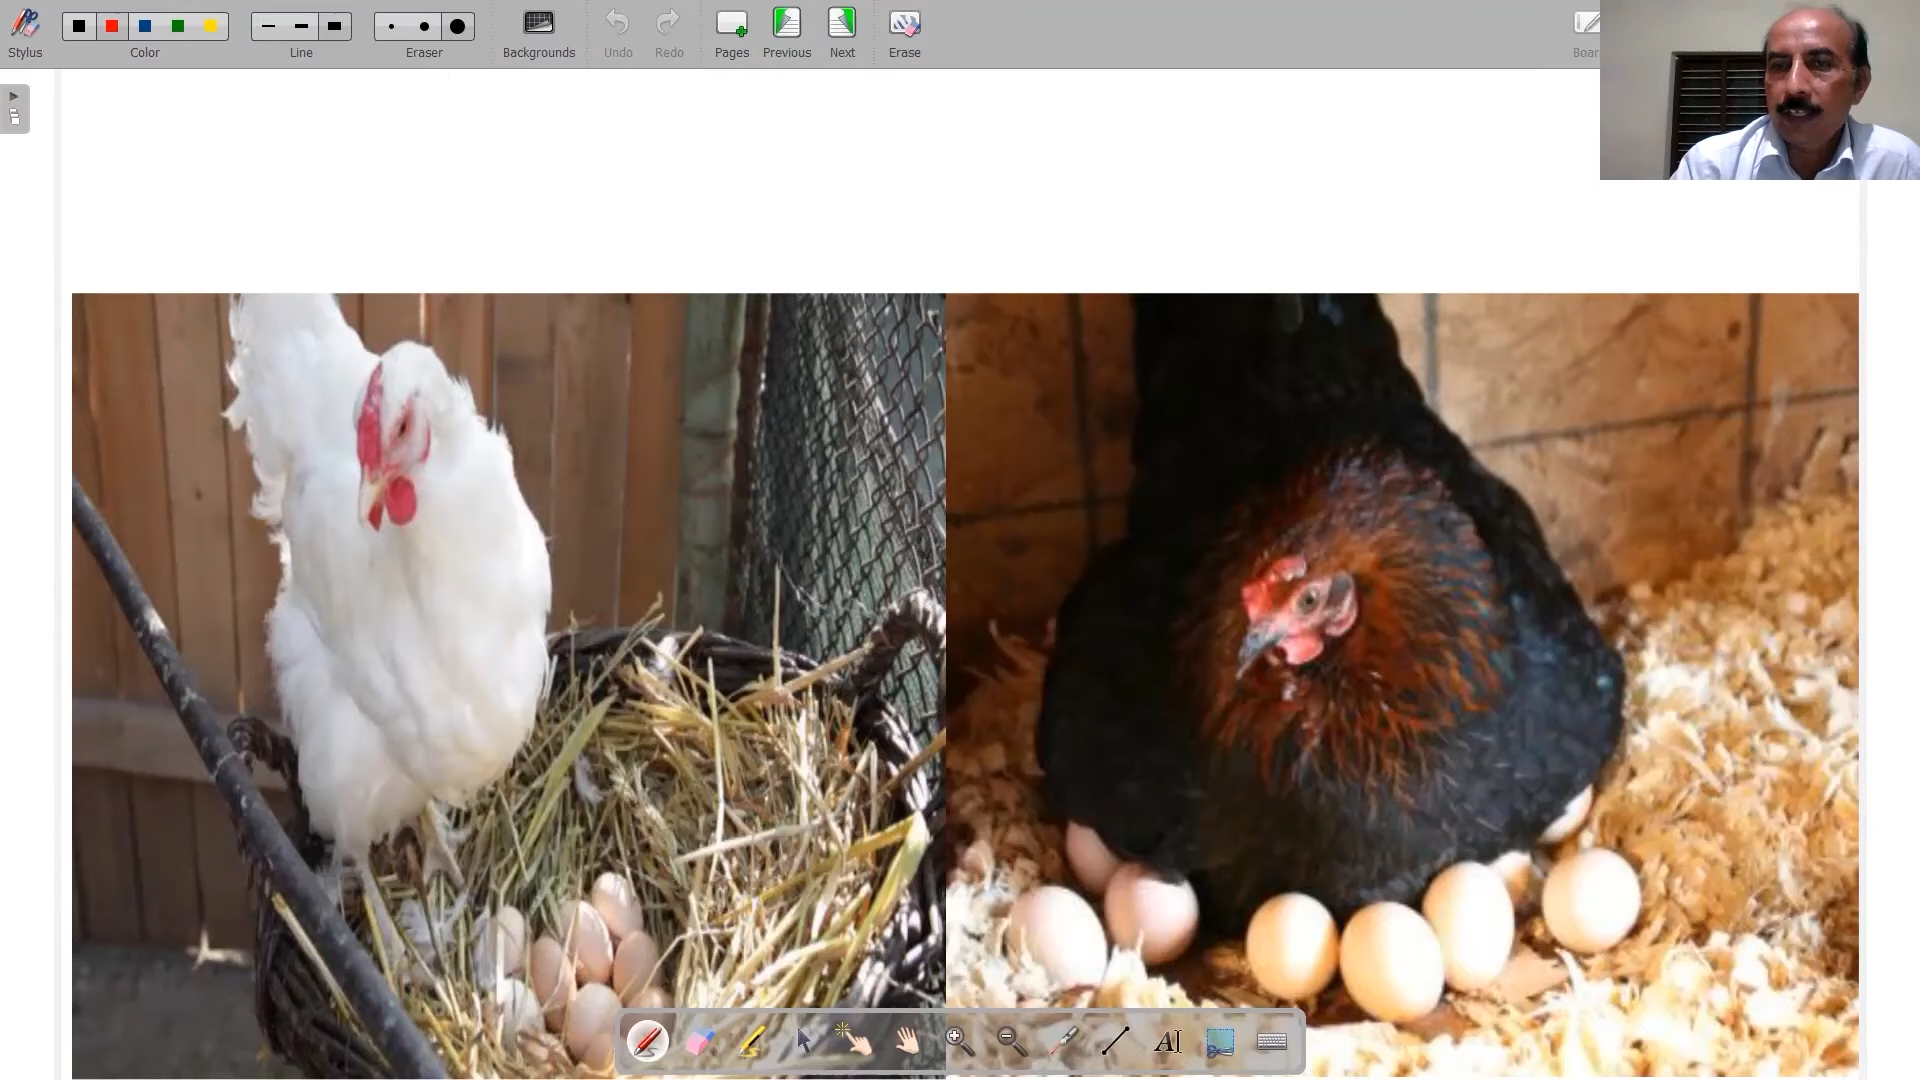 Stylus
Color
Line
Eraser
Backgrounds
Undo
Redo
Pages
Previous
Next
Erase